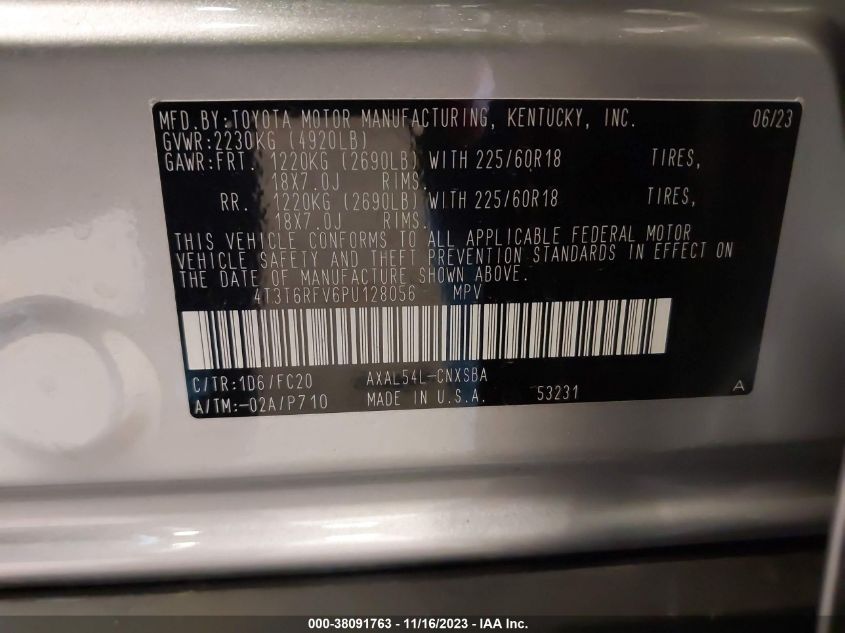 MFD.BY:TOYOTA MOTOR MANUFACTURING, KENTUCKY, INC. 06/23
GVWR:2230KG (4920LB)
GAWR:FRT. 1220KG (2690LB) WITH 225/60R18 TIRES,
18X7.0J RIMS.
RR. 1220KG (2690LB) WITH 225/60R18 TIRES,
18X7.0J RIMS.
THIS VEHICLE CONFORMS TO ALL APPLICABLE FEDERAL MOTOR
VEHICLE SAFETY AND THEFT PREVENTION STANDARDS IN EFFECT ON
THE DATE OF MANUFACTURE SHOWN ABOVE.
4T3T6RFV6PU128056 MPV
C/TR:1D6/FC20 AXAL54L-CNXSBA
A/TM:-02A/P710 MADE IN U.S.A. 53231 A
000-38091763 - 11/16/2023 - IAA Inc.